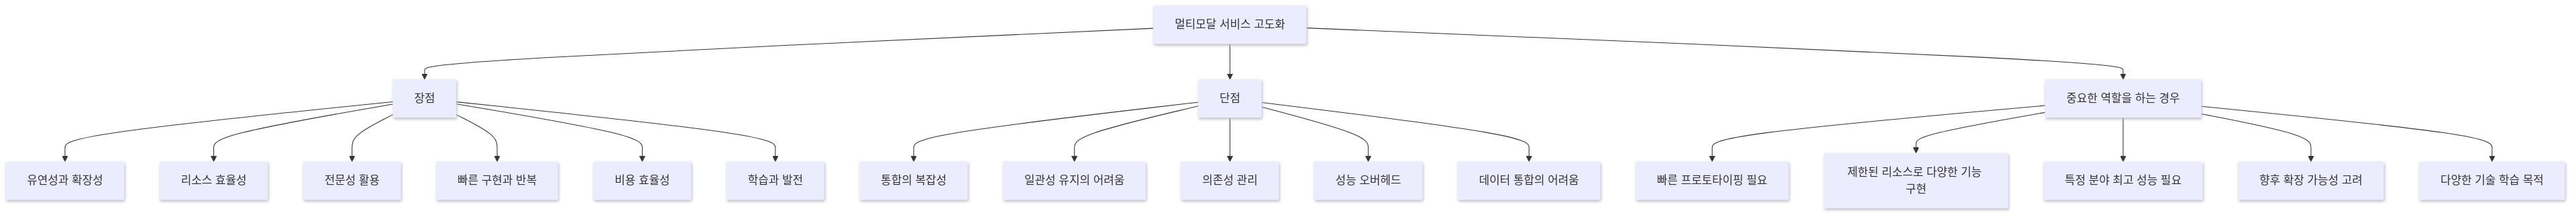 멀티모달 서비스 고도화
장점
단점
중요한 역할을 하는 경우
유연성과 확장성
리소스 효율성
전문성 활용
빠른 구현과 반복
비용 효율성
학습과 발전
통합의 복잡성
일관성 유지의 어려움
의존성 관리
성능 오버헤드
데이터 통합의 어려움
빠른 프로토타이핑 필요
제한된 리소스로 다양한 기능
구현
특정 분야 최고 성능 필요
향후 확장 가능성 고려
다양한 기술 학습 목적